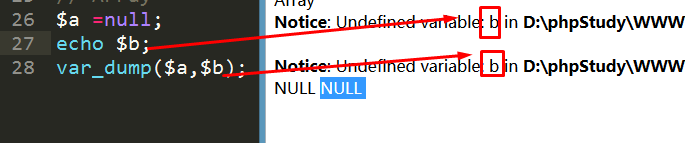 // Array
26 $a =null;
27 echo $b;
28 var_dump($a,$b);
Array
Notice: Undefined variable: b in D:\phpStudy\WWW
Notice: Undefined variable: b in D:\phpStudy\WWW
NULL NULL